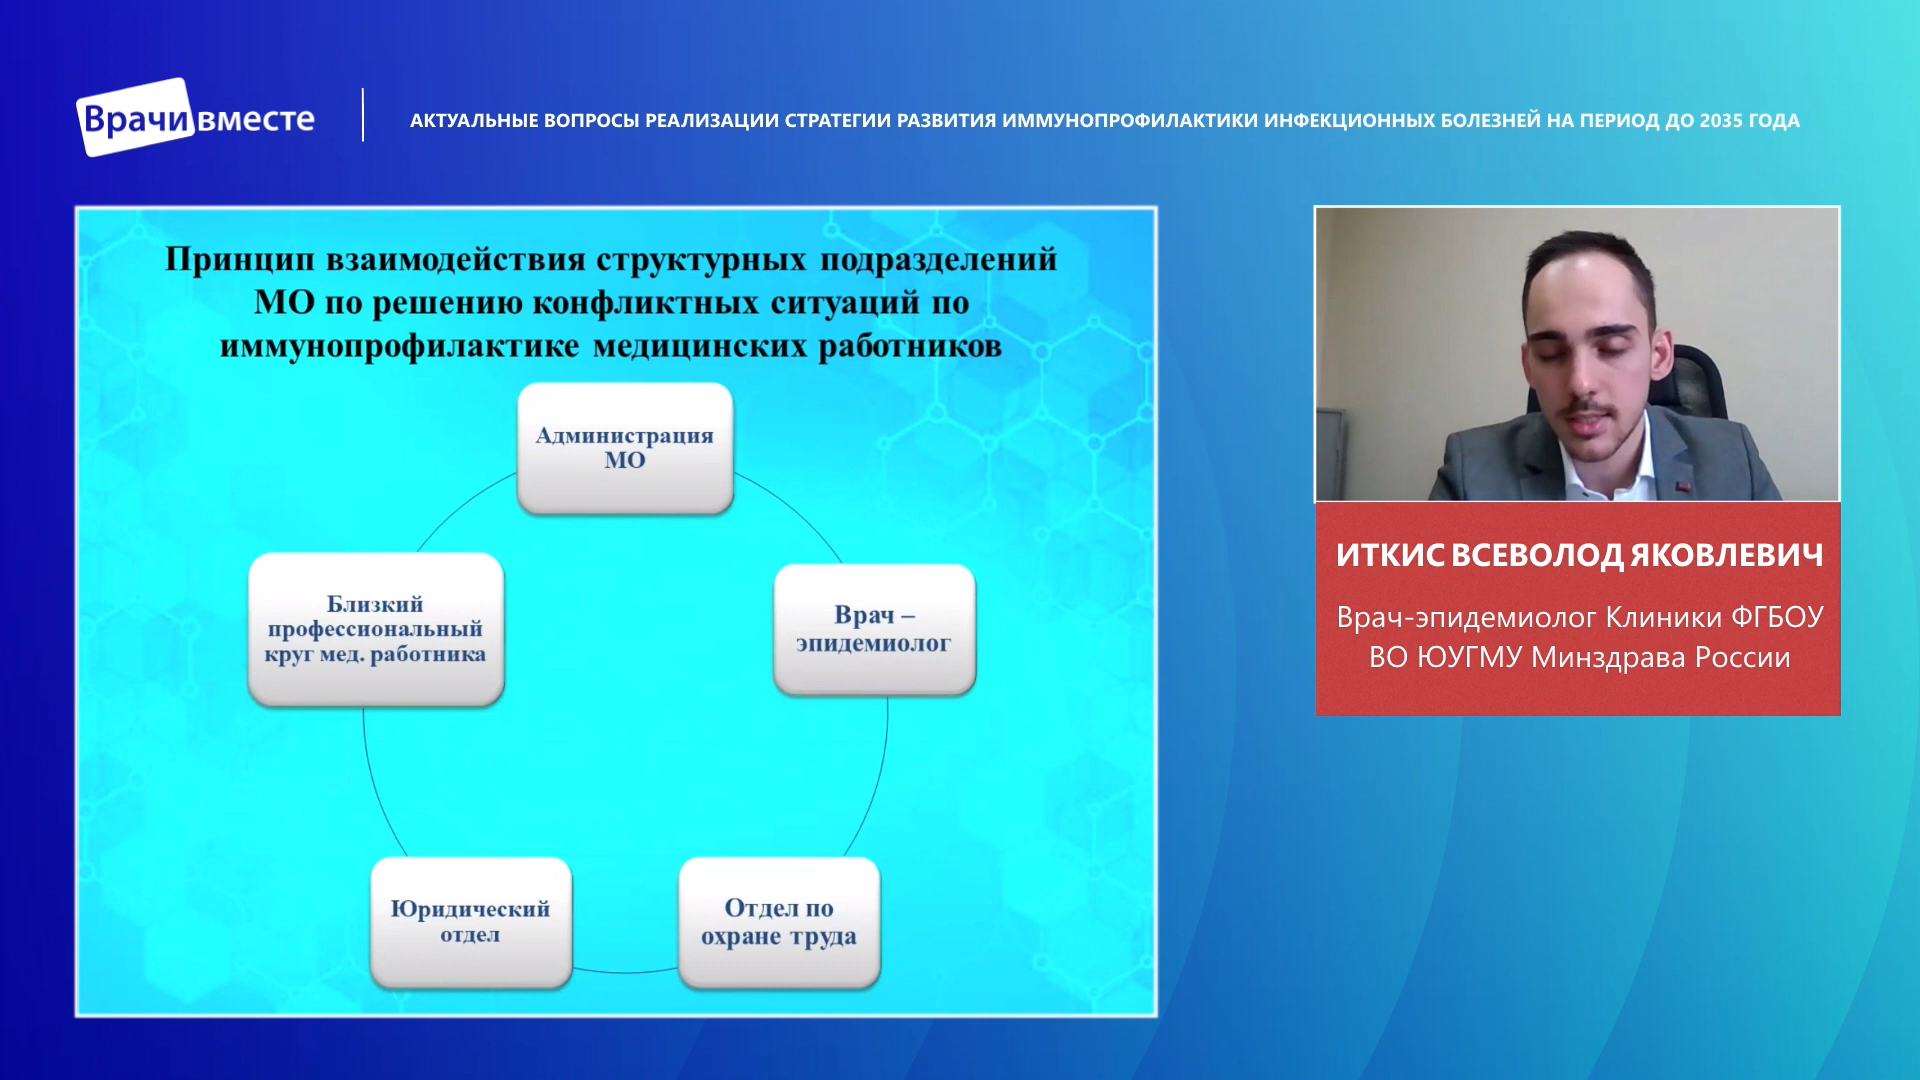 Врачи вместе
АКТУАЛЬНЫЕ ВОПРОСЫ РЕАЛИЗАЦИИ СТРАТЕГИИ РАЗВИТИЯ ИММУНОПРОФИЛАКТИКИ ИНФЕКЦИОННЫХ БОЛЕЗНЕЙ НА ПЕРИОД ДО 2035 ГОДА
Принцип взаимодействия структурных подразделений
МО по решению конфликтных ситуаций по
иммунопрофилактике медицинских работников
Администрация
МО
Близкий
профессиональный
круг мед. работника
Врач –
эпидемиолог
Юридический
отдел
Отдел по
охране труда
ИТКИС ВСЕВОЛОД ЯКОВЛЕВИЧ
Врач-эпидемиолог Клиники ФГБОУ
ВО ЮУГМУ Минздрава России